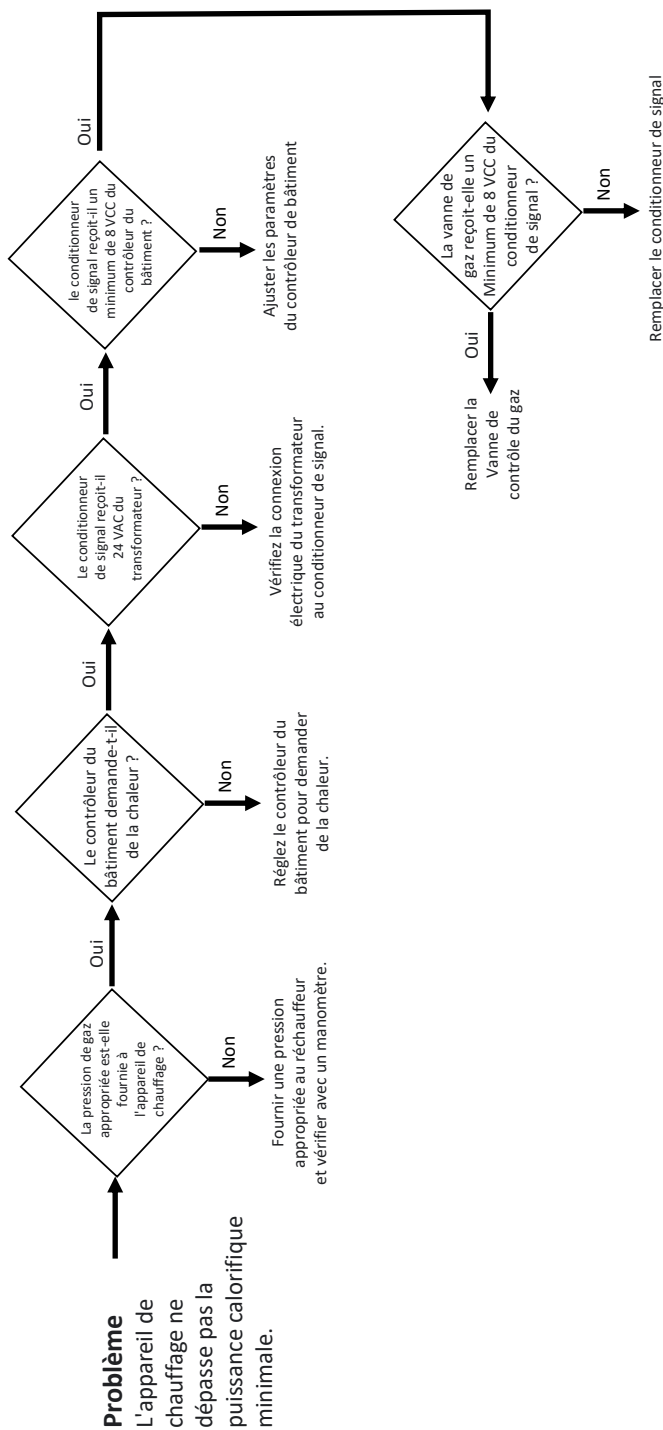 Problème
L'appareil de
chauffage ne
dépasse pas la
puissance calorifique
minimale.
La pression de gaz
appropriée est-elle
fournie à
l'appareil de
chauffage ?
Non
Fournir une pression
appropriée au réchauffeur
et vérifier avec un manomètre.
Oui
Le contrôleur du
bâtiment demande-t-il
de la chaleur ?
Non
Réglez le contrôleur du
bâtiment pour demander
de la chaleur.
Oui
Le conditionneur
de signal reçoit-il
24 VAC du
transformateur ?
Non
Vérifiez la connexion
électrique du transformateur
au conditionneur de signal.
Oui
le conditionneur
de signal reçoit-il un
minimum de 8 VCC du
contrôleur du
bâtiment ?
Non
Ajuster les paramètres
du contrôleur de bâtiment
Oui
La vanne de
gaz reçoit-elle un
Minimum de 8 VCC du
conditionneur
de signal ?
Oui
Remplacer la
Vanne de
contrôle du gaz
Non
Remplacer le conditionneur de signal